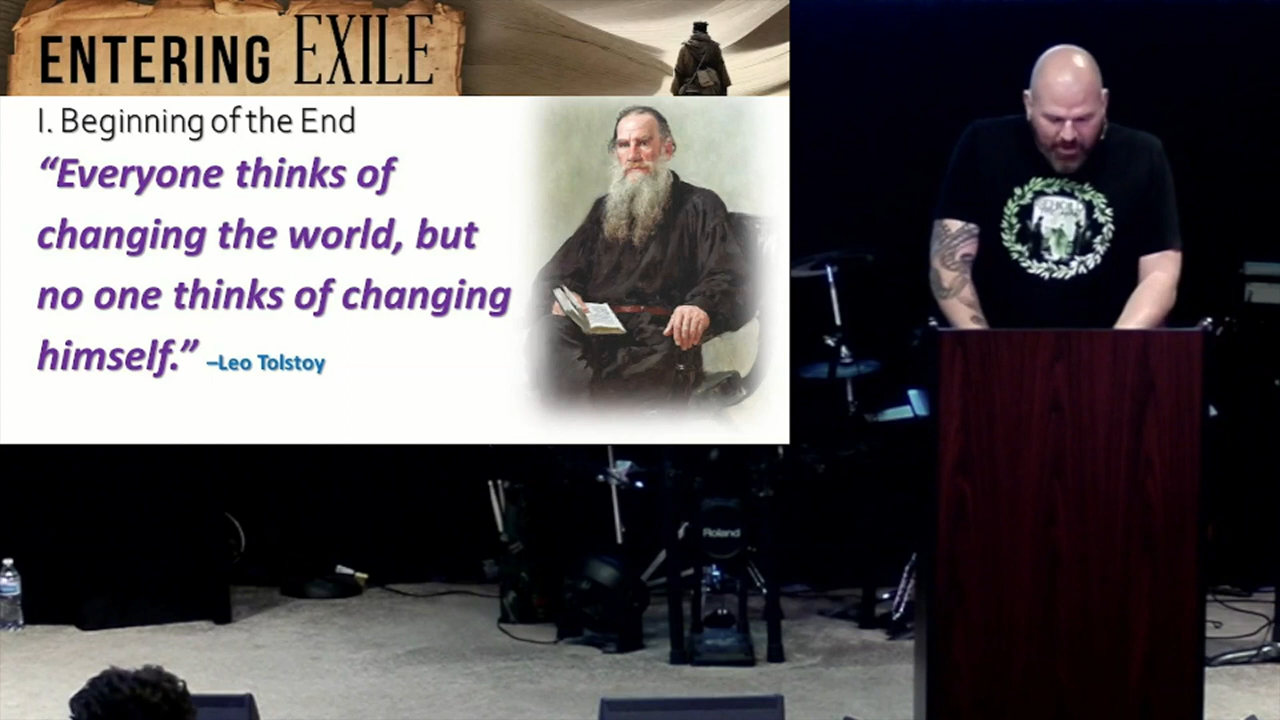 ENTERING EXILE
I. Beginning of the End
“Everyone thinks of
changing the world, but
no one thinks of changing
himself.” –Leo Tolstoy
Roland